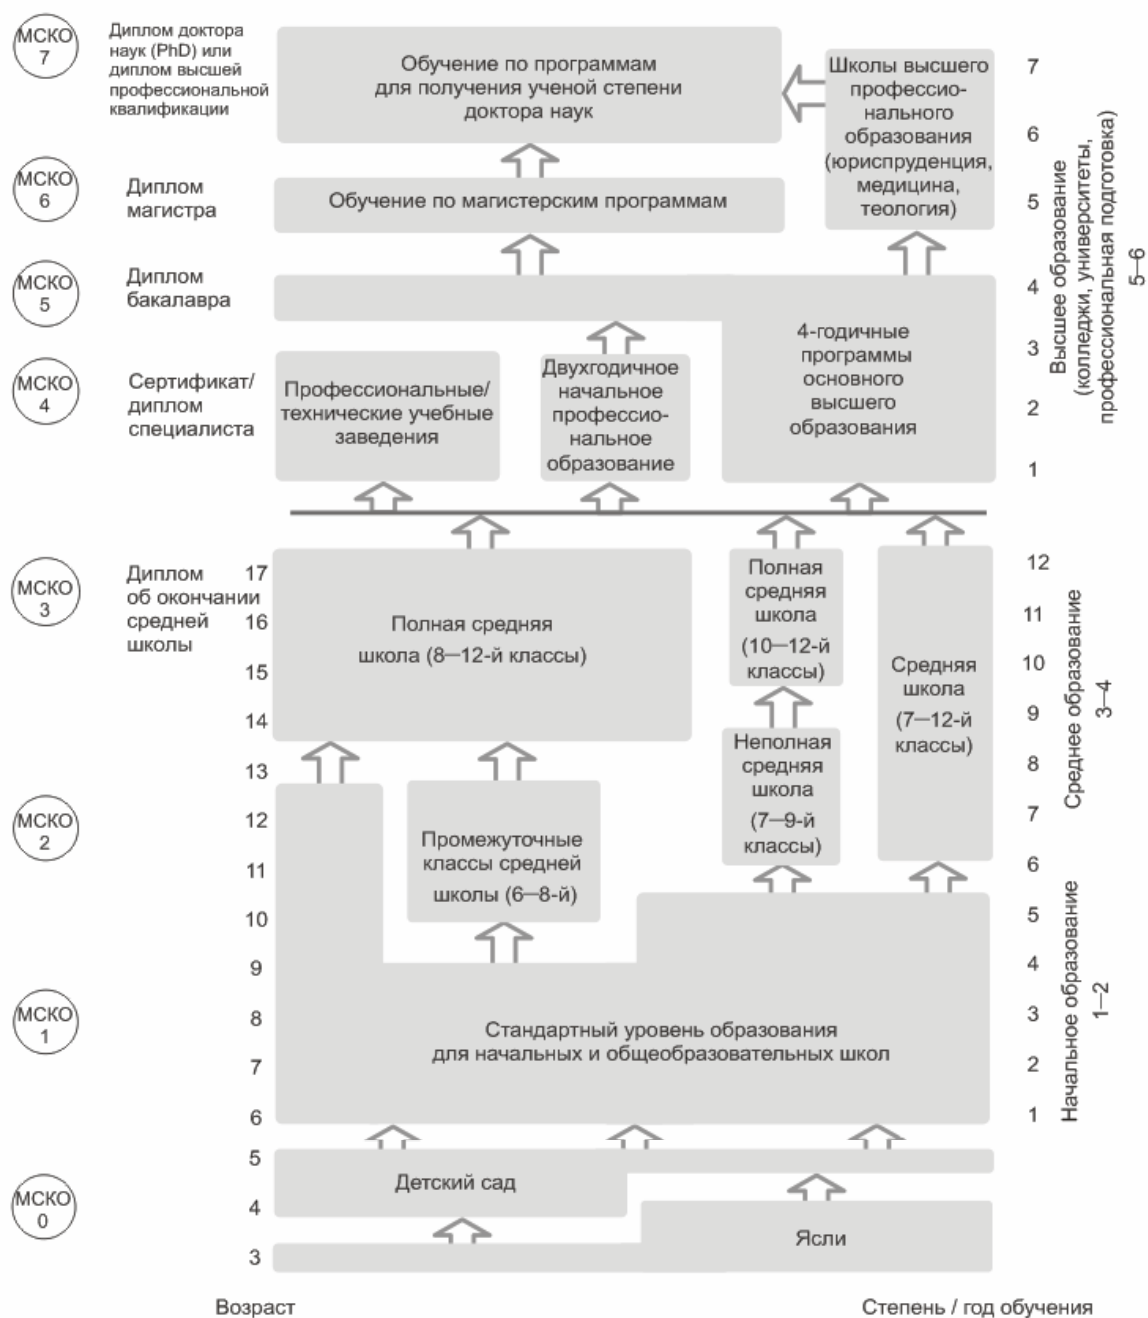 МСКО
7
Диплом доктора
наук (PhD) или
диплом высшей
профессиональной
квалификации
Обучение по программам
для получения ученой степени
доктора наук
Школы высшего
профессио-
нального
образования
(юриспруденция,
медицина,
теология)
7
6
5
МСКО
6
Диплом
магистра
Обучение по магистерским программам
МСКО
5
Диплом
бакалавра
4-годичные
программы
основного
высшего
образования
4
3
2
1
Высшее образование
(колледжи, университеты,
профессиональная подготовка)
5—6
МСКО
4
Сертификат/
диплом
специалиста
Профессиональные/
технические учебные
заведения
Двухгодичное
начальное
профессио-
нальное
образование
МСКО
3
Диплом
об окончании
средней
школы
17
16
15
14
13
12
11
10
9
8
7
6
5
4
3
Полная средняя
школа (8—12-й классы)
Полная
средняя
школа
(10—12-й
классы)
Средняя
школа
(7—12-й
классы)
Неполная
средняя
школа
(7—9-й
классы)
12
11
10
9
8
7
6
5
4
3
2
1
Среднее образование
3—4
МСКО
2
Промежуточные
классы средней
школы (6—8-й)
Начальное образование
1—2
МСКО
1
Стандартный уровень образования
для начальных и общеобразовательных школ
МСКО
0
Детский сад
Ясли
Возраст
Степень / год обучения